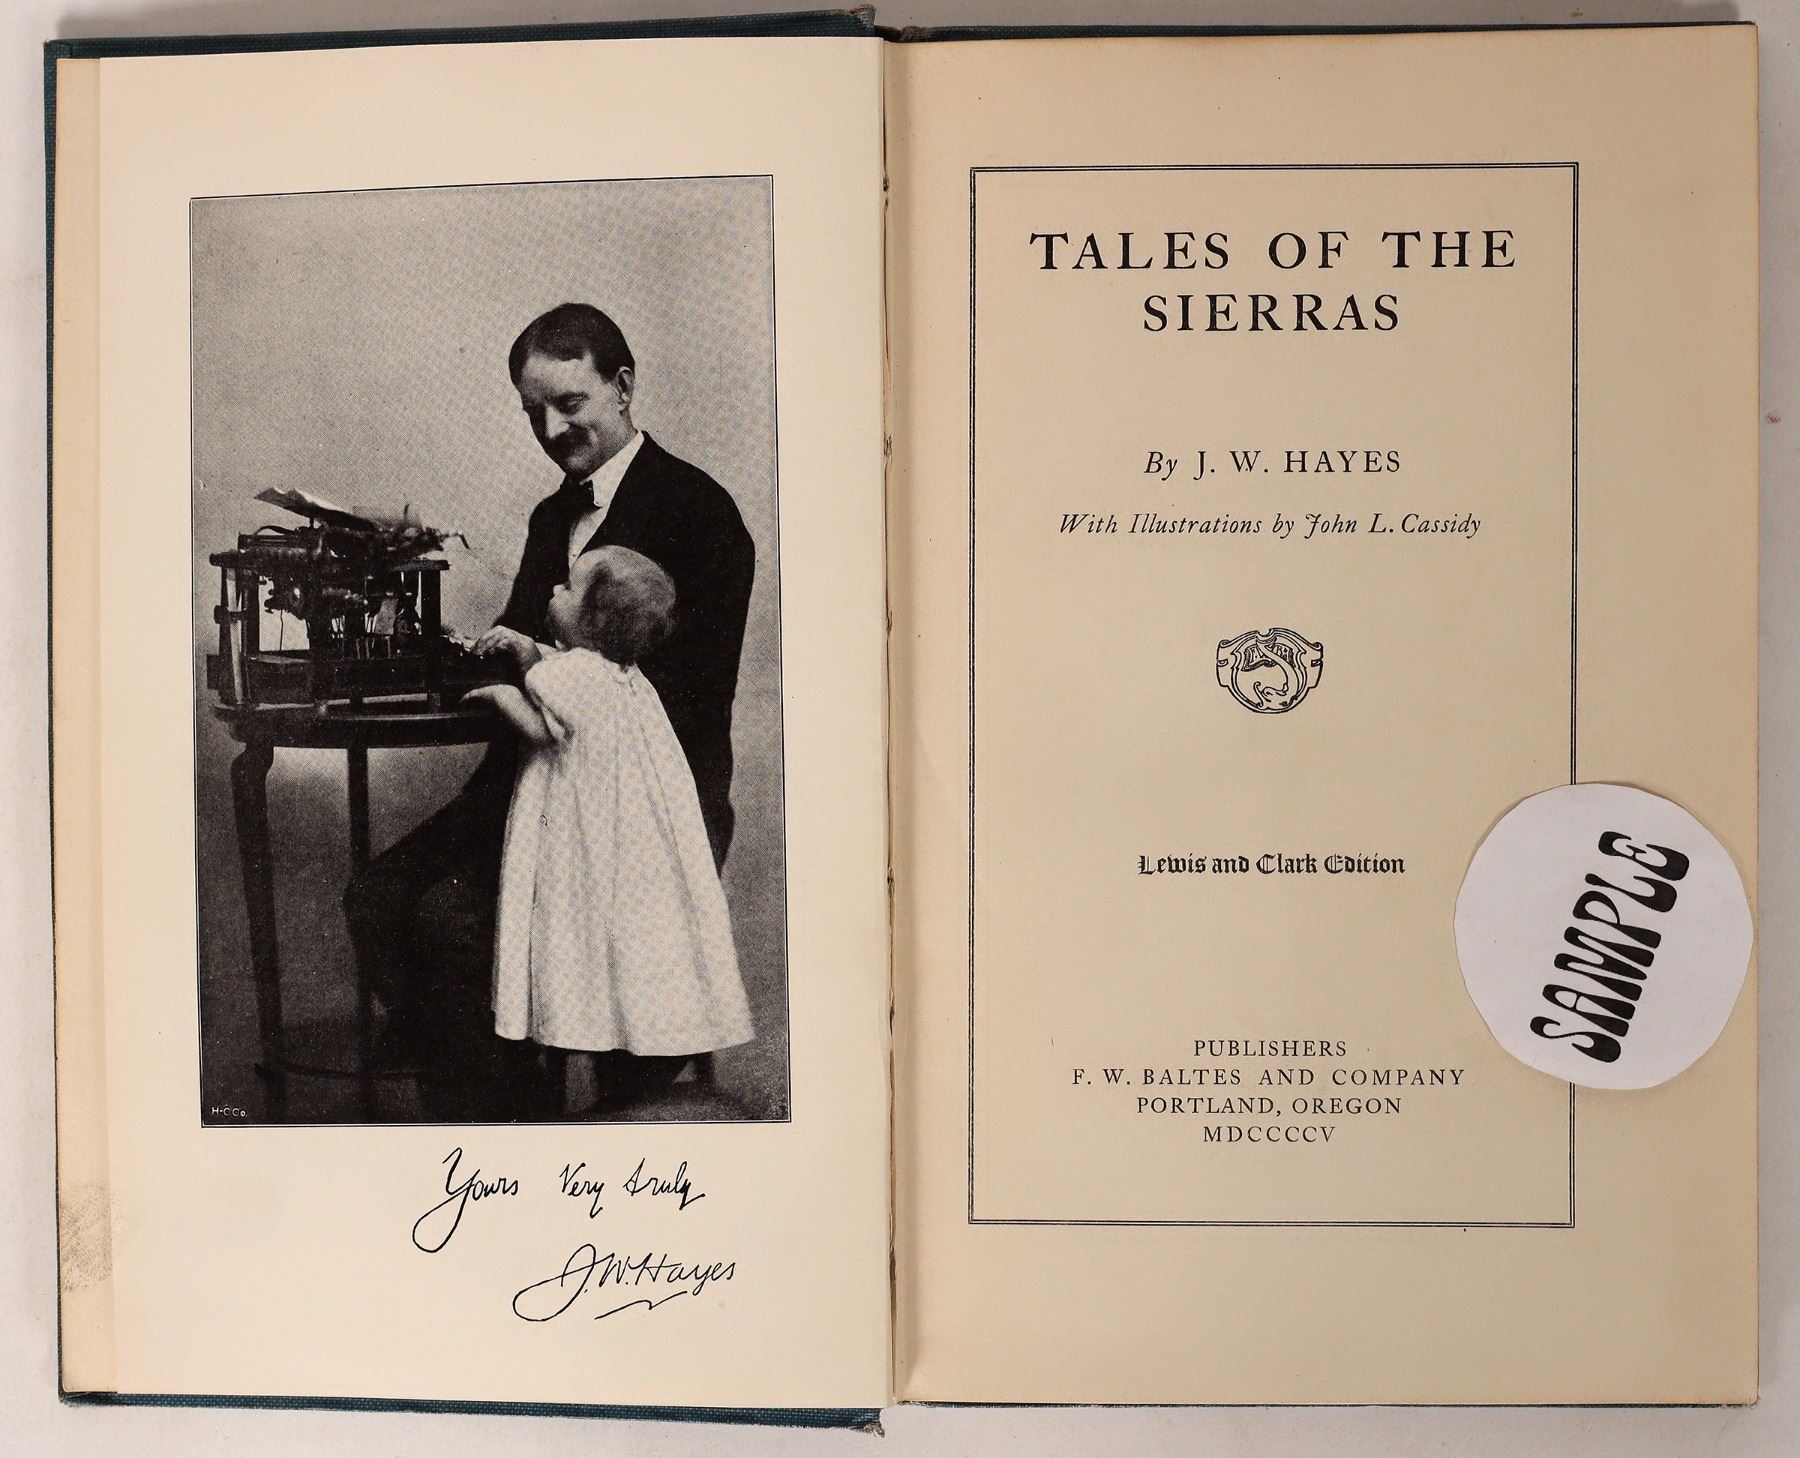 H-C Co.
Yours Very truly
J. W. Hayes
TALES OF THE
SIERRAS
By J. W. HAYES
With Illustrations by John L. Cassidy
Lewis and Clark Edition
SAMPLE
PUBLISHERS
F. W. BALTES AND COMPANY
PORTLAND, OREGON
MDCCCCV